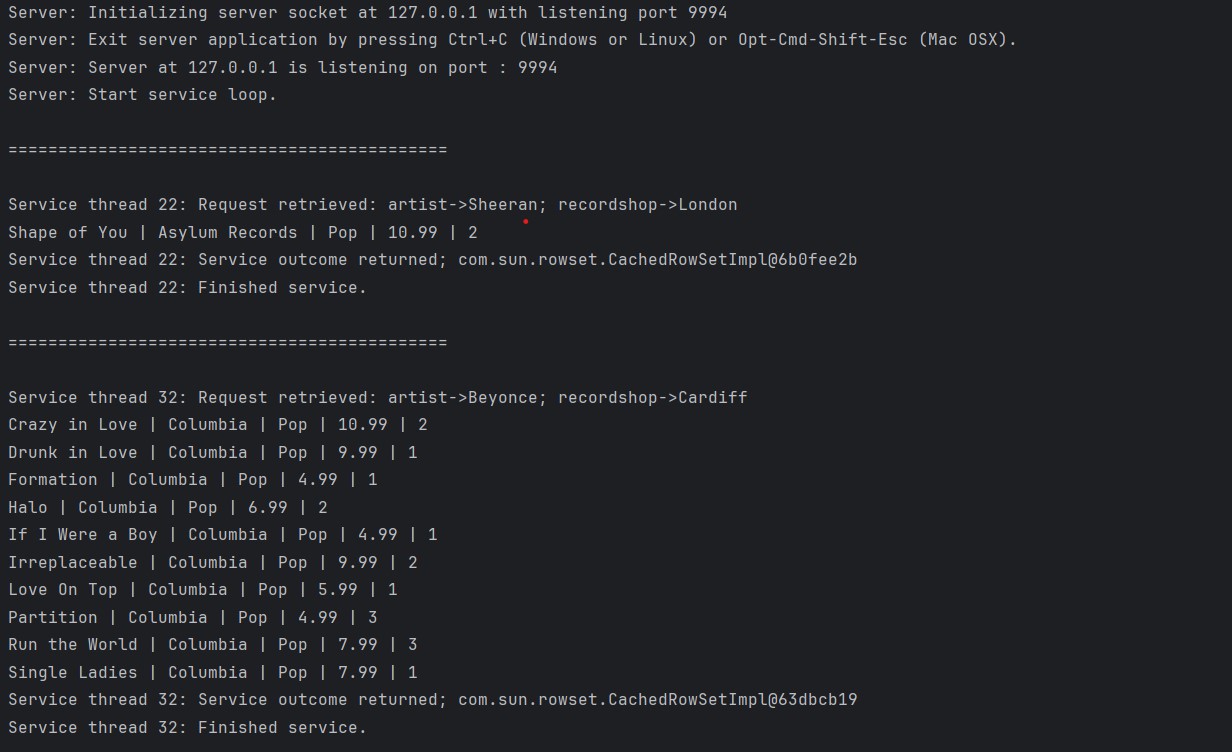 Server: Initializing server socket at 127.0.0.1 with listening port 9994
Server: Exit server application by pressing Ctrl+C (Windows or Linux) or Opt-Cmd-Shift-Esc (Mac OSX).
Server: Server at 127.0.0.1 is listening on port : 9994
Server: Start service loop.
============================================
Service thread 22: Request retrieved: artist->Sheeran; recordshop->London
Shape of You | Asylum Records | Pop | 10.99 | 2
Service thread 22: Service outcome returned; com.sun.rowset.CachedRowSetImpl@6b0fee2b
Service thread 22: Finished service.
============================================
Service thread 32: Request retrieved: artist->Beyonce; recordshop->Cardiff
Crazy in Love | Columbia | Pop | 10.99 | 2
Drunk in Love | Columbia | Pop | 9.99 | 1
Formation | Columbia | Pop | 4.99 | 1
Halo | Columbia | Pop | 6.99 | 2
If I Were a Boy | Columbia | Pop | 4.99 | 1
Irreplaceable | Columbia | Pop | 9.99 | 2
Love On Top | Columbia | Pop | 5.99 | 1
Partition | Columbia | Pop | 4.99 | 3
Run the World | Columbia | Pop | 7.99 | 3
Single Ladies | Columbia | Pop | 7.99 | 1
Service thread 32: Service outcome returned; com.sun.rowset.CachedRowSetImpl@63dbcb19
Service thread 32: Finished service.